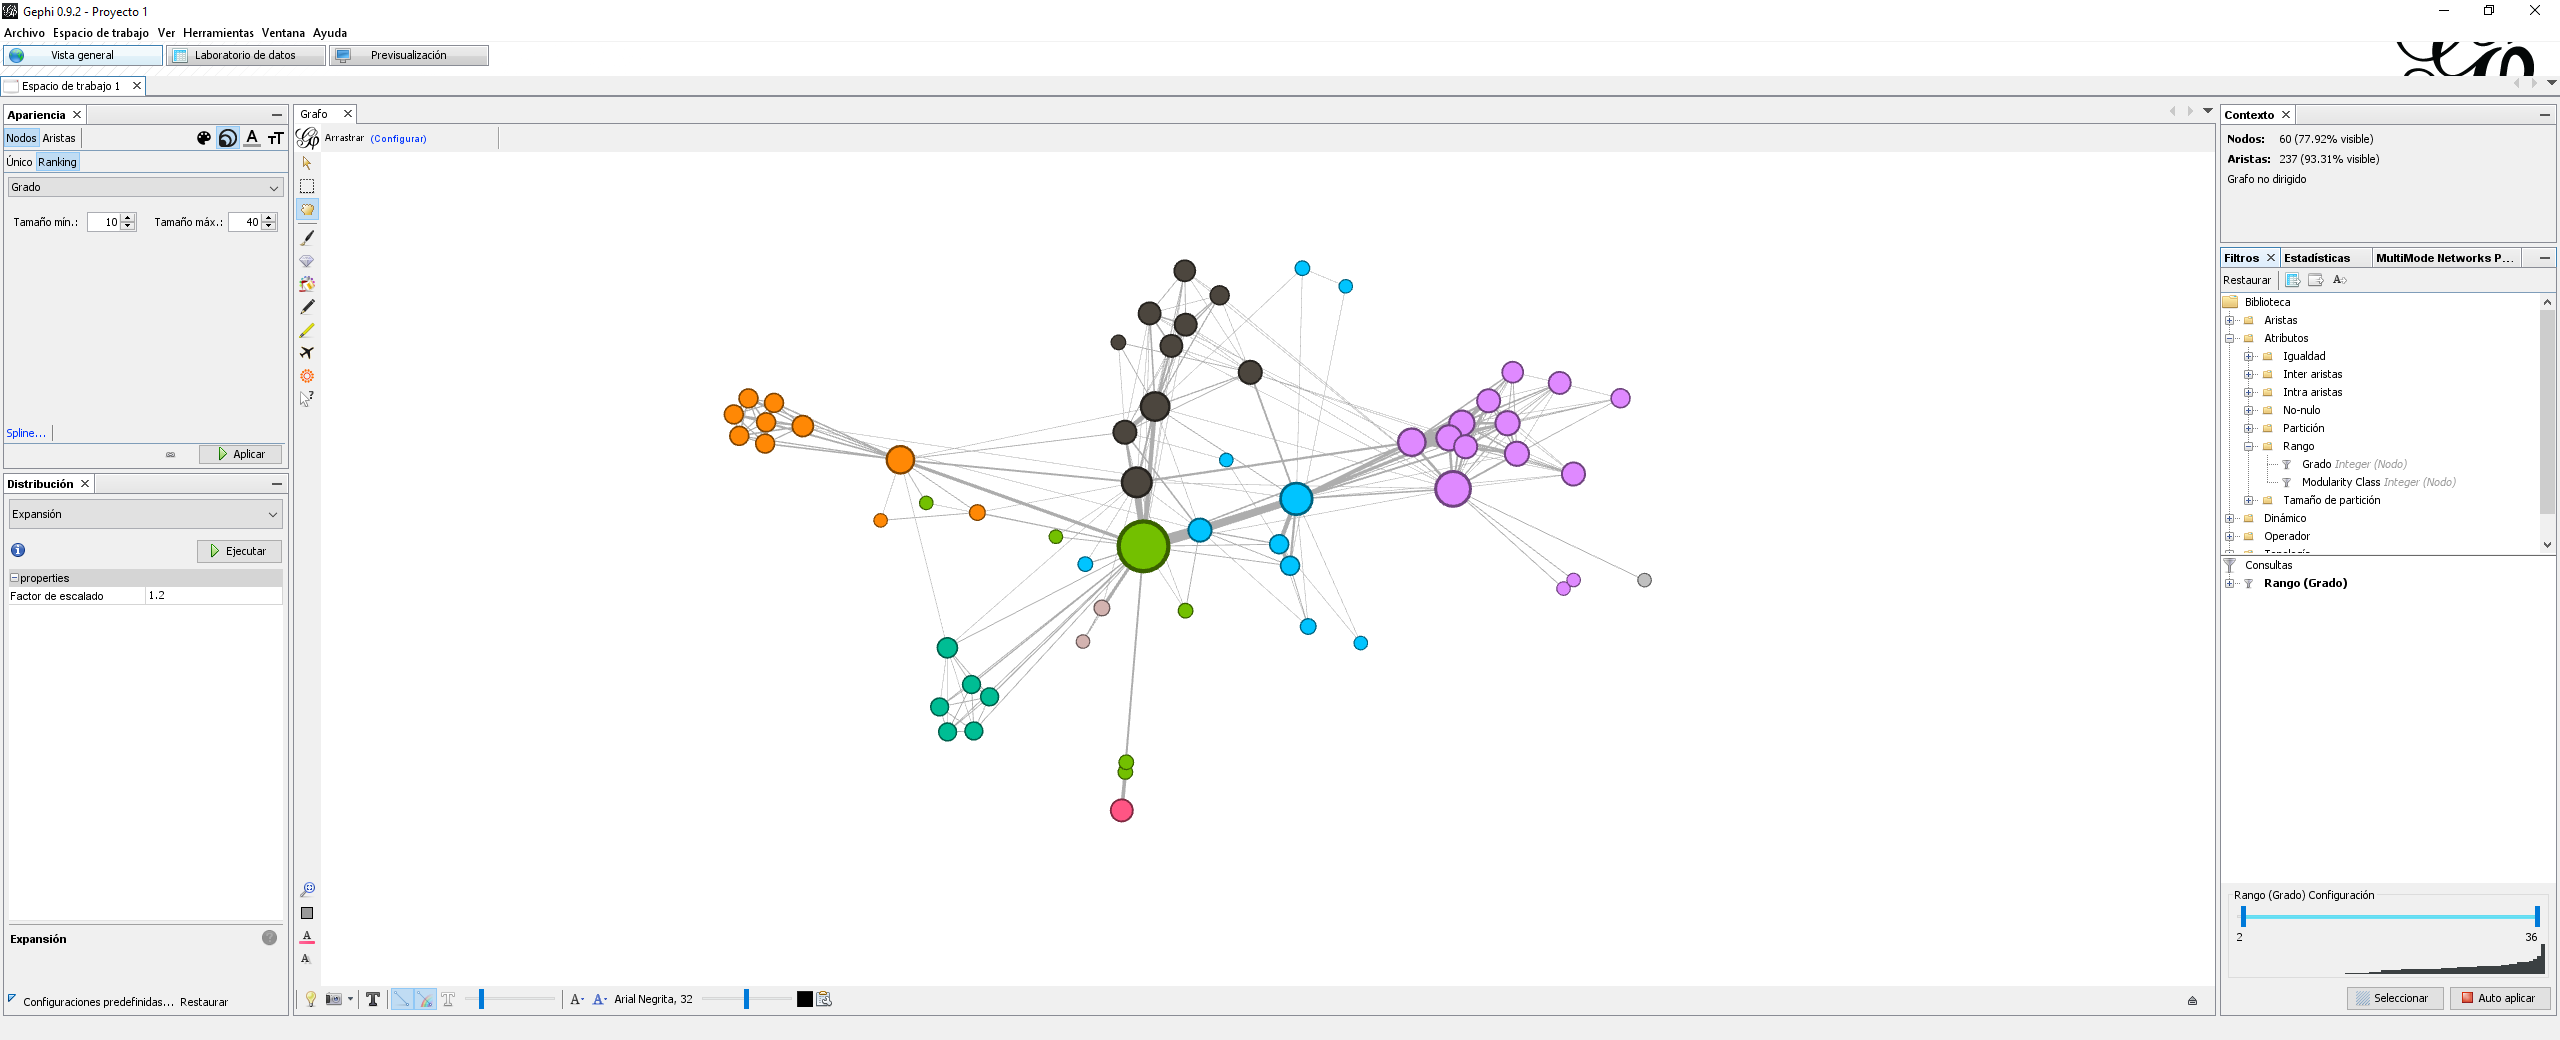 Gephi 0.9.2 - Proyecto 1
Archivo Espacio de trabajo Ver Herramientas Ventana Ayuda
Vista general Laboratorio de datos Previsualización
Espacio de trabajo 1
Apariencia
Nodos Aristas
Único Ranking
Grado
Tamaño mín.: 10 Tamaño máx.: 40
Spline...
Aplicar
Distribución
Expansión
Ejecutar
properties
Factor de escalado 1.2
Expansión
Configuraciones predefinidas... Restaurar
Grafo
Arrastrar (Configurar)
Arial Negrita, 32
Contexto
Nodos: 60 (77.92% visible)
Aristas: 237 (93.31% visible)
Grafo no dirigido
Filtros Estadísticas MultiMode Networks P...
Restaurar
Biblioteca
Aristas
Atributos
Igualdad
Inter aristas
Intra aristas
No-nulo
Partición
Rango
Grado Integer (Nodo)
Modularity Class Integer (Nodo)
Tamaño de partición
Dinámico
Operador
Consultas
Rango (Grado)
Rango (Grado) Configuración
2 36
Seleccionar Auto aplicar